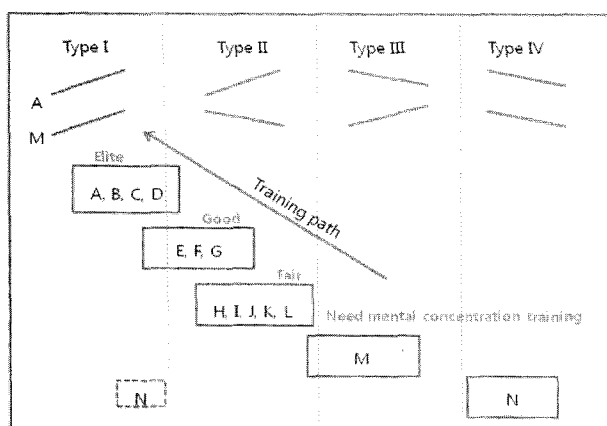 Type I Type II Type III Type IV
A
M
Elite
A, B, C, D
Training path
Good
E, F, G
Fair
H, I, J, K, L
Need mental concentration training
M
N
N